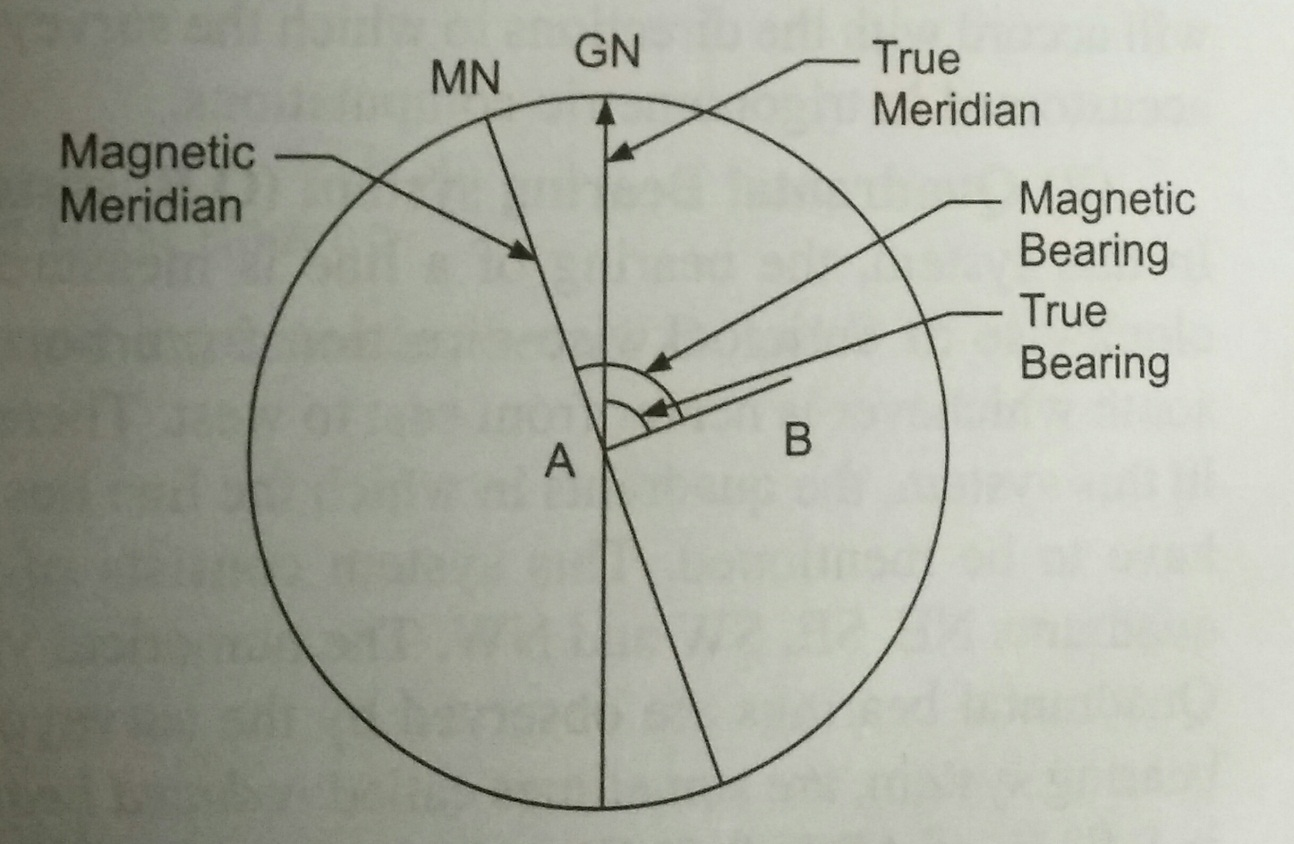 MN
GN
True
Meridian
Magnetic
Meridian
Magnetic
Bearing
True
Bearing
A
B